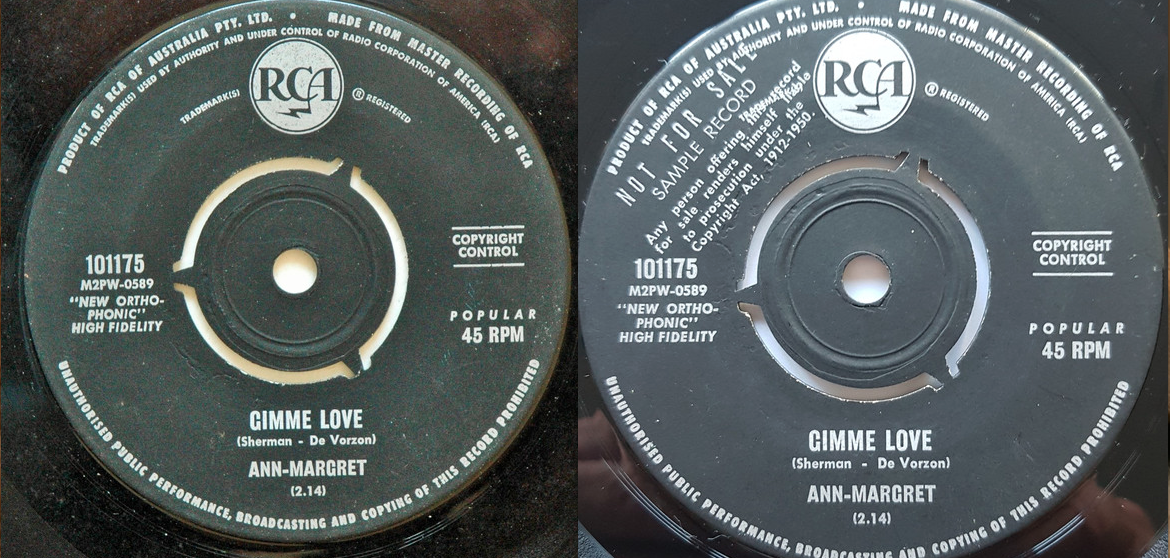 PRODUCT OF RCA OF AUSTRALIA PTY. LTD. • MADE FROM MASTER RECORDING OF RCA
TRADEMARK(S) USED BY AUTHORITY AND UNDER CONTROL OF RADIO CORPORATION OF AMERICA (RCA)
TRADEMARK(S)
RCA
® REGISTERED
COPYRIGHT
CONTROL
101175
M2PW-0589
"NEW ORTHO-
PHONIC"
HIGH FIDELITY
POPULAR
45 RPM
GIMME LOVE
(Sherman - De Vorzon)
ANN-MARGRET
(2.14)
UNAUTHORISED PUBLIC PERFORMANCE, BROADCASTING AND COPYING OF THIS RECORD PROHIBITED
PRODUCT OF RCA OF AUSTRALIA PTY. LTD. • MADE FROM MASTER RECORDING OF RCA
TRADEMARK(S) USED BY AUTHORITY AND UNDER CONTROL OF RADIO CORPORATION OF AMERICA (RCA)
NOT FOR SALE
SAMPLE RECORD
Any person offering this record
for sale renders himself liable
to prosecution under the
Copyright Act, 1912-1950.
TRADEMARK(S)
RCA
® REGISTERED
COPYRIGHT
CONTROL
101175
M2PW-0589
"NEW ORTHO-
PHONIC"
HIGH FIDELITY
POPULAR
45 RPM
GIMME LOVE
(Sherman - De Vorzon)
ANN-MARGRET
(2.14)
UNAUTHORISED PUBLIC PERFORMANCE, BROADCASTING AND COPYING OF THIS RECORD PROHIBITED